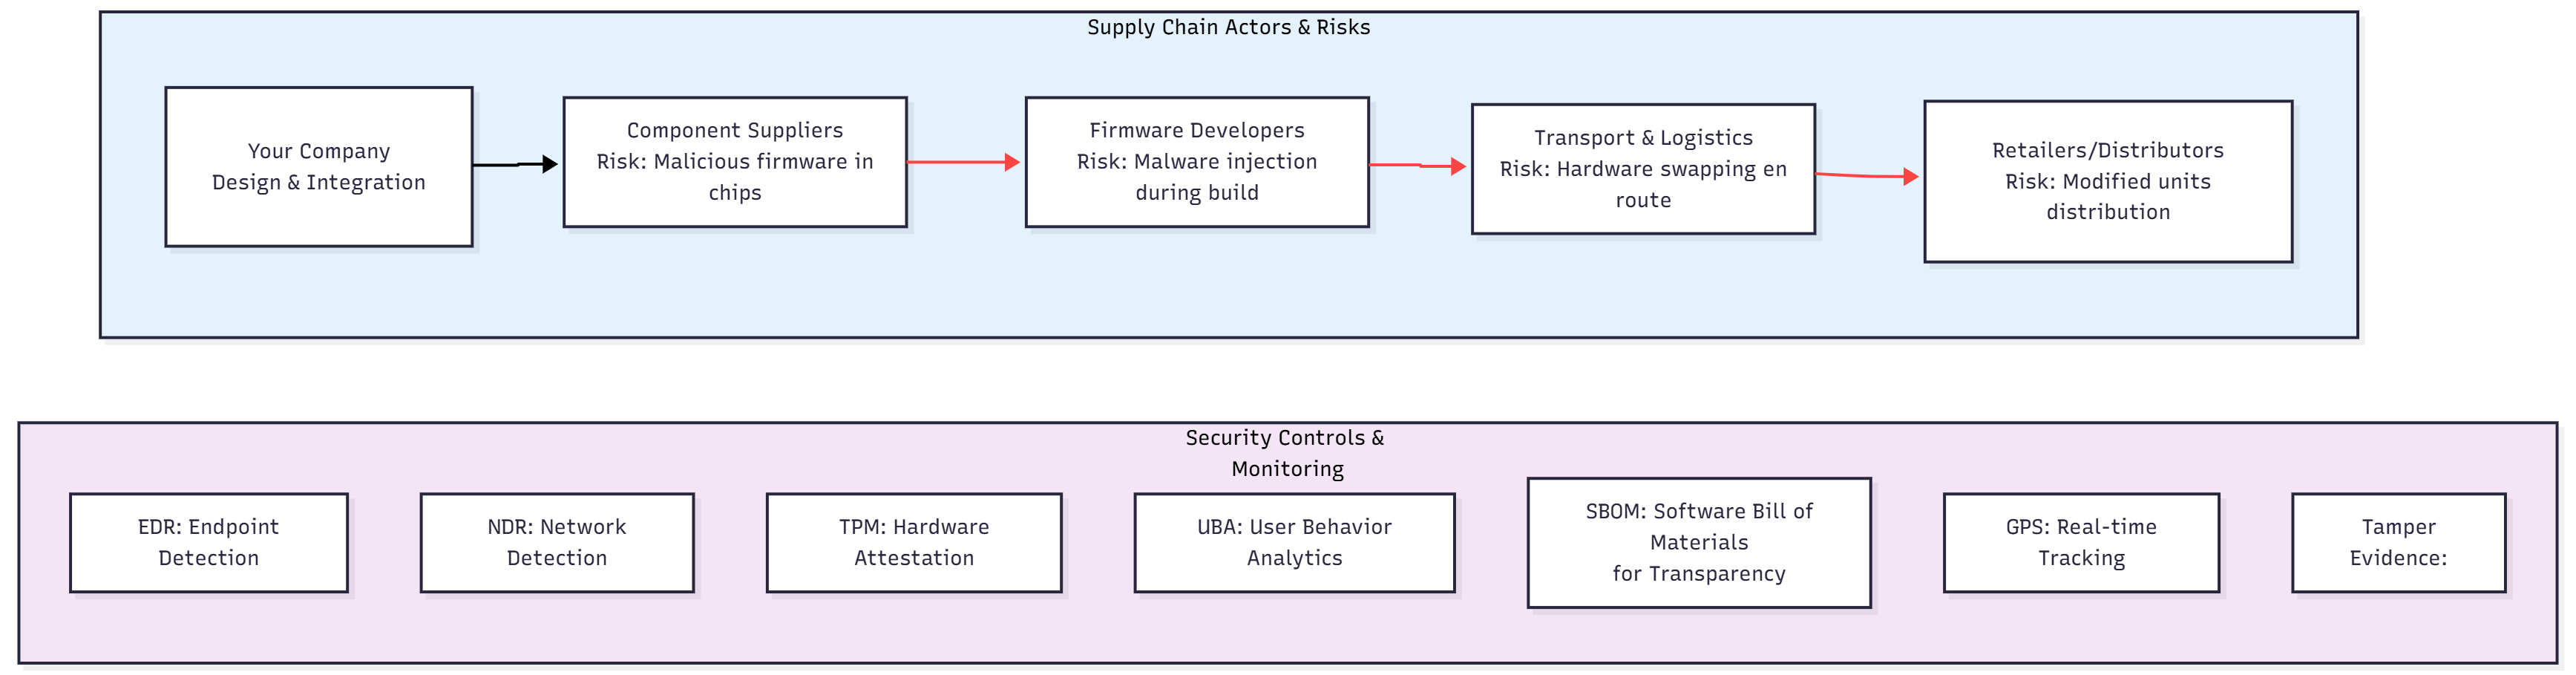 Supply Chain Actors & Risks
Your Company
Design & Integration
Component Suppliers
Risk: Malicious firmware in
chips
Firmware Developers
Risk: Malware injection
during build
Transport & Logistics
Risk: Hardware swapping en
route
Retailers/Distributors
Risk: Modified units
distribution
Security Controls &
Monitoring
EDR: Endpoint
Detection
NDR: Network
Detection
TPM: Hardware
Attestation
UBA: User Behavior
Analytics
SBOM: Software Bill of
Materials
for Transparency
GPS: Real-time
Tracking
Tamper
Evidence: